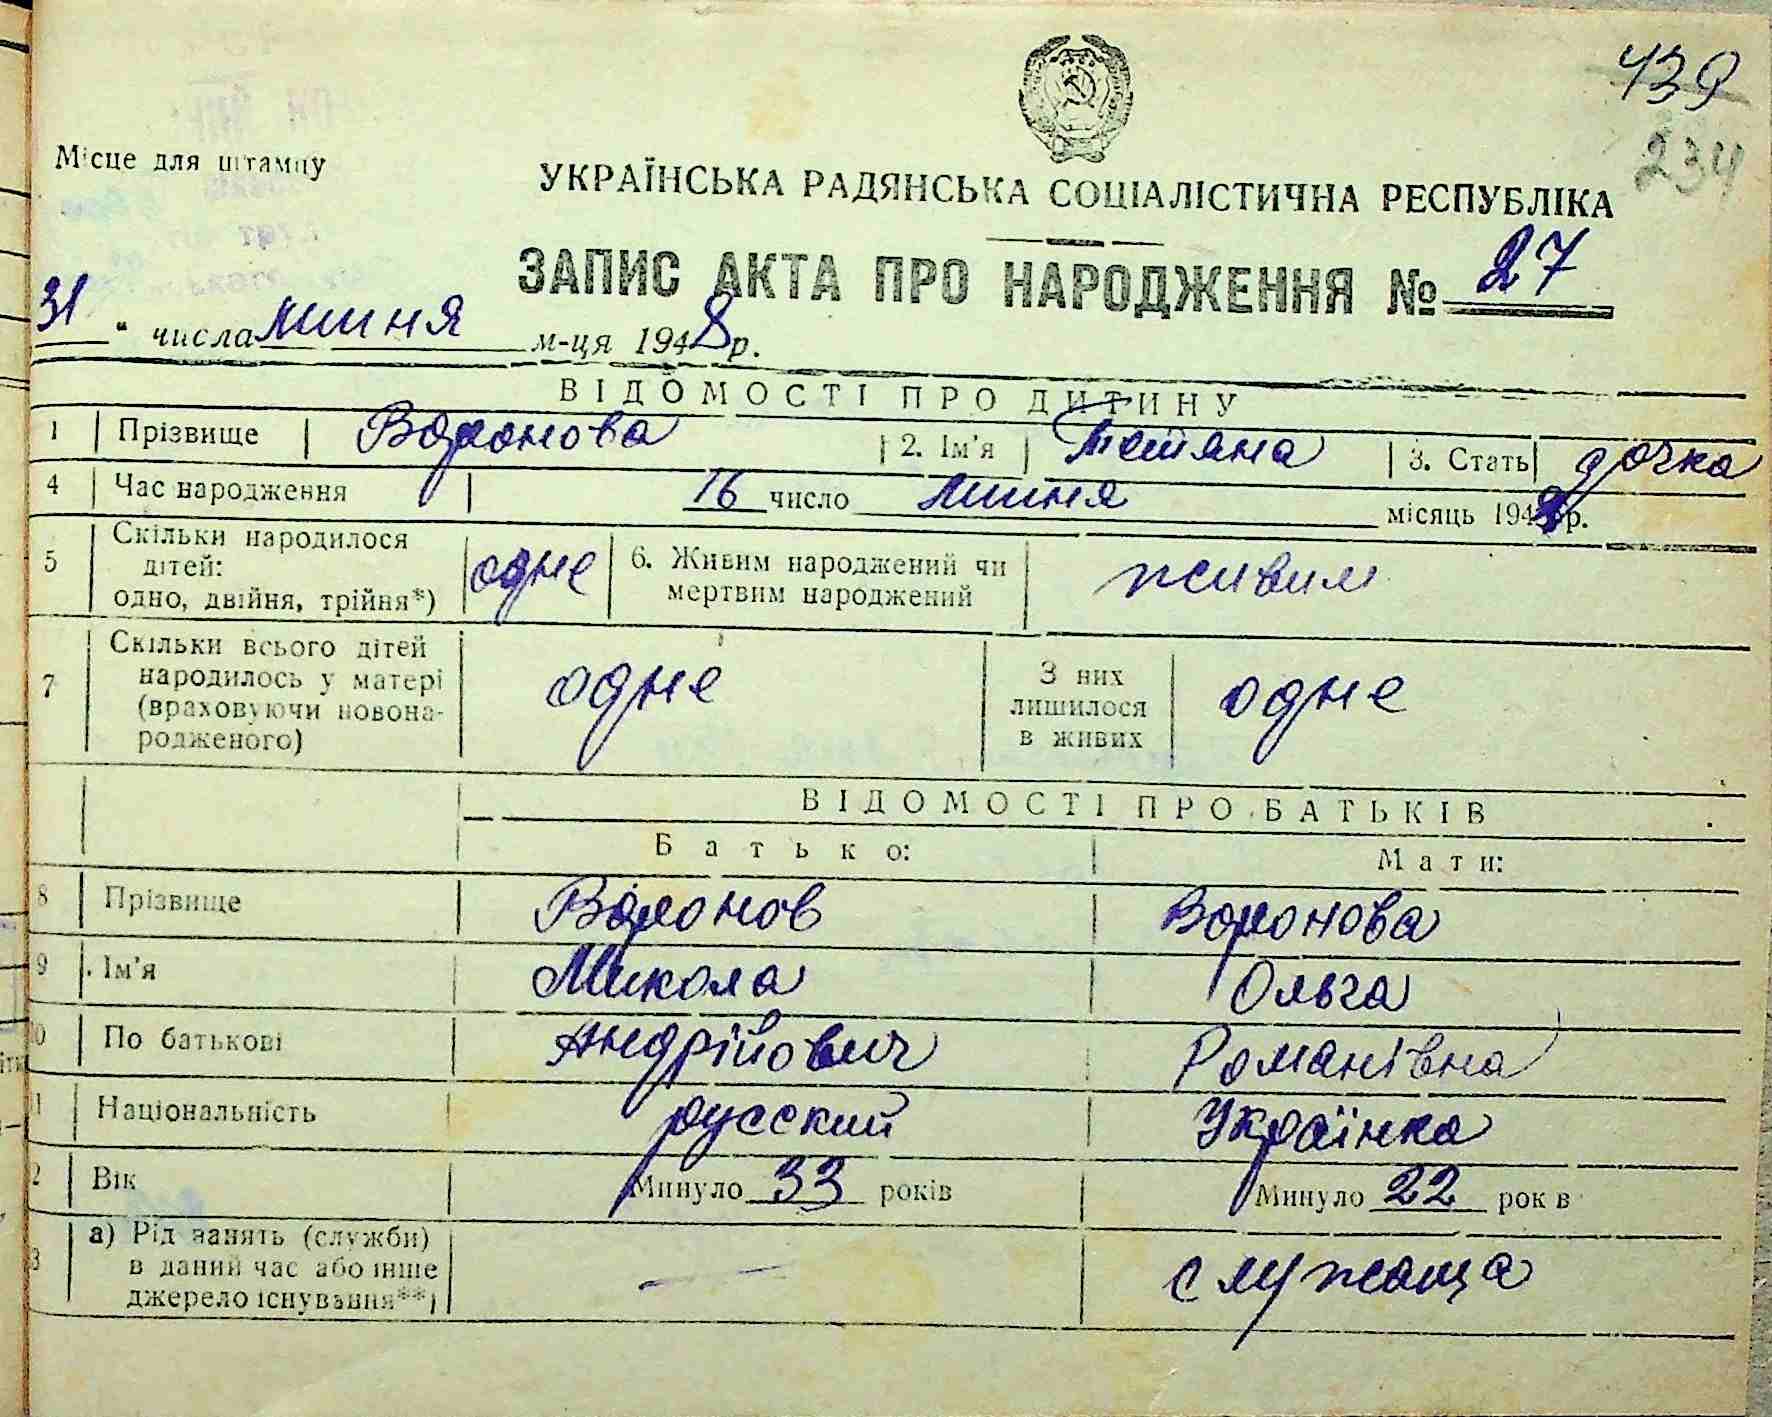 439
234
Місце для штампу
УКРАЇНСЬКА РАДЯНСЬКА СОЦІАЛІСТИЧНА РЕСПУБЛІКА
ЗАПИС АКТА ПРО НАРОДЖЕННЯ № 27
31 " числа липня м-ця 1948 р.
ВІДОМОСТІ ПРО ДИТИНУ
1 Прізвище Воронова 2. Ім'я Тетяна 3. Стать дочка
4 Час народження 16 число липня місяць 1948 р.
5 Скільки народилося дітей: одно, двійня, трійня*) одне 6. Живим народжений чи мертвим народжений живим
7 Скільки всього дітей народилось у матері (враховуючи новона-родженого) одне З них лишилося в живих одне
ВІДОМОСТІ ПРО БАТЬКІВ
Батько: Мати:
8 Прізвище Воронов Воронова
9 Ім'я Микола Ольга
10 По батькові Андрійович Романівна
11 Національність русский Українка
12 Вік Минуло 33 років Минуло 22 рок в
а) Рід занять (служби)
в даний час або інше
джерело існування**) — служаща